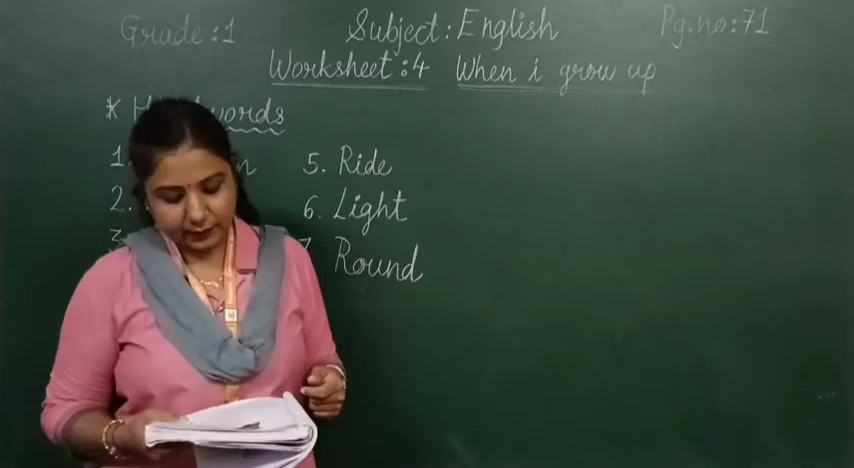 Grade : 1 Subject : English Pg.no : 71
Worksheet : 4 When i grow up
* words
1. 5. Ride
2. 6. Light
3. 7. Round